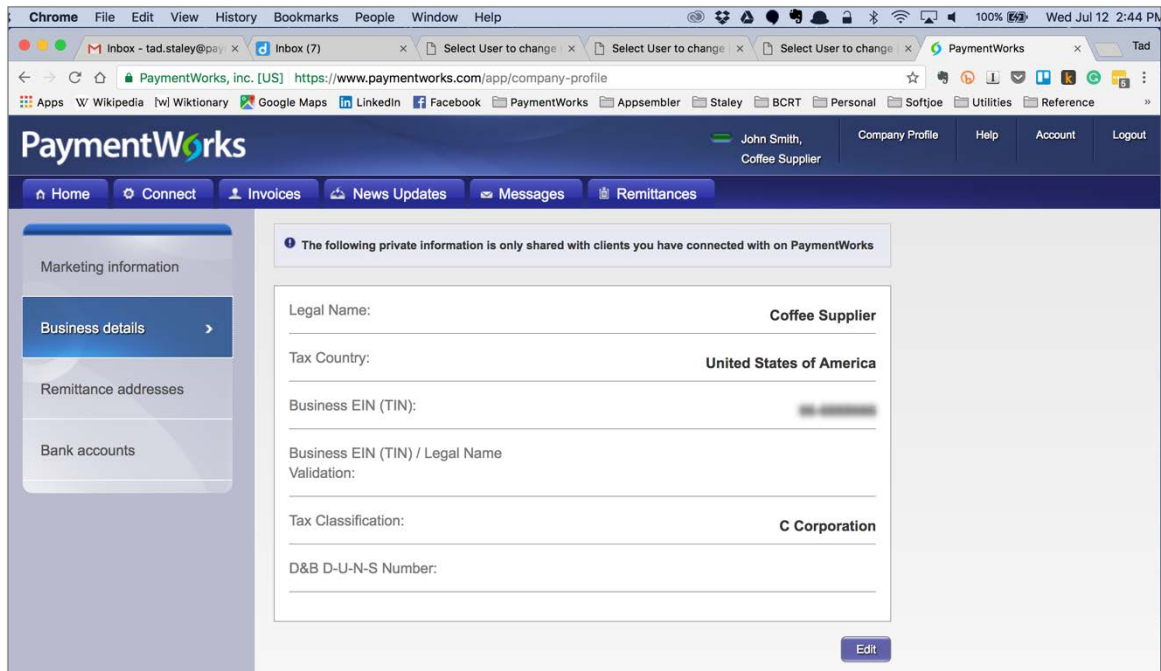 Chrome File Edit View History Bookmarks People Window Help 100% Wed Jul 12 2:44 PM
Inbox - tad.staley@pay Inbox (7) Select User to change Select User to change Select User to change PaymentWorks Tad
PaymentWorks, inc. [US] https://www.paymentworks.com/app/company-profile
Apps Wikipedia Wiktionary Google Maps LinkedIn Facebook PaymentWorks Appsembler Staley BCRT Personal Softjoe Utilities Reference »
PaymentWorks
John Smith,
Coffee Supplier
Company Profile Help Account Logout
Home Connect Invoices News Updates Messages Remittances
Marketing information
Business details
Remittance addresses
Bank accounts
The following private information is only shared with clients you have connected with on PaymentWorks
Legal Name: Coffee Supplier
Tax Country: United States of America
Business EIN (TIN):
Business EIN (TIN) / Legal Name
Validation:
Tax Classification: C Corporation
D&B D-U-N-S Number:
Edit